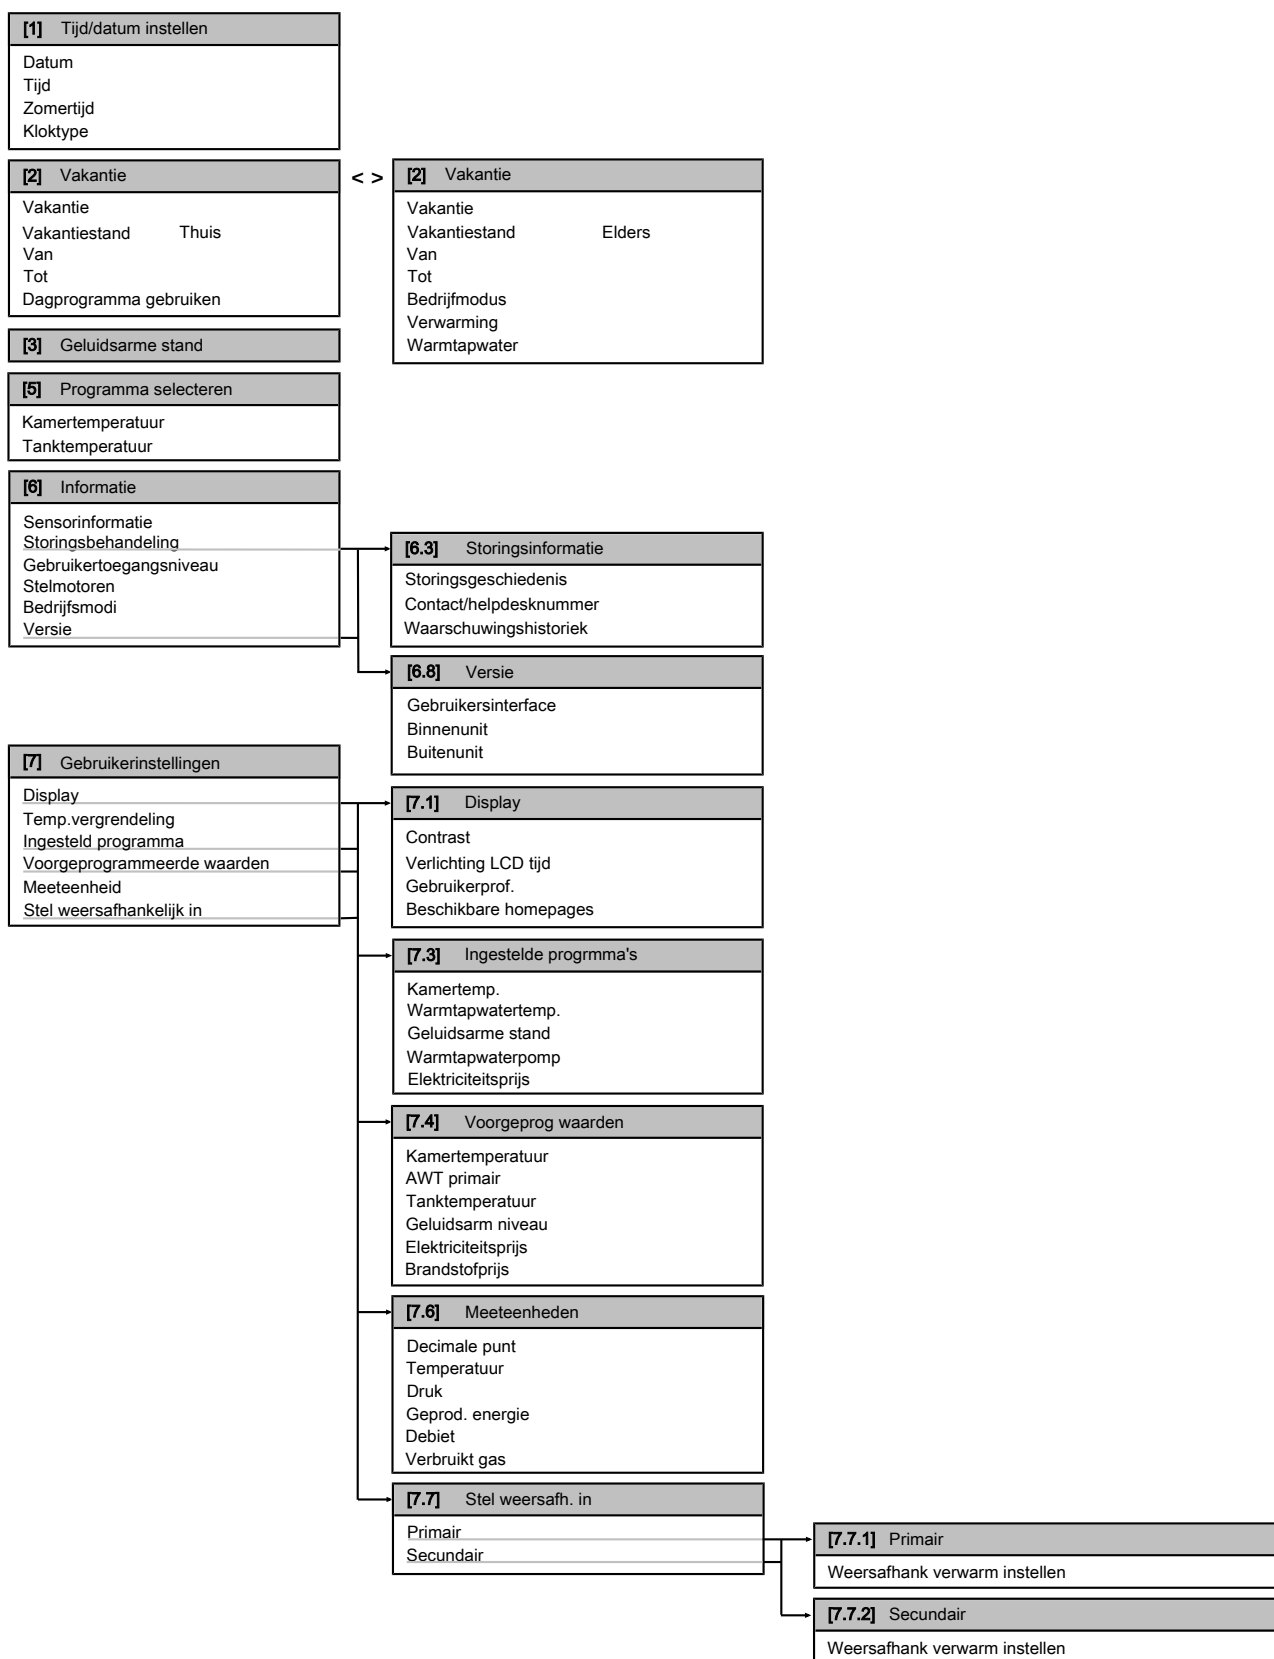 [1] Tijd/datum instellen
Datum
Tijd
Zomertijd
Kloktype
[2] Vakantie
Vakantie
Vakantiestand Thuis
Van
Tot
Dagprogramma gebruiken
< >
[2] Vakantie
Vakantie
Vakantiestand Elders
Van
Tot
Bedrijfmodus
Verwarming
Warmtapwater
[3] Geluidsarme stand
[5] Programma selecteren
Kamertemperatuur
Tanktemperatuur
[6] Informatie
Sensorinformatie
Storingsbehandeling
Gebruikertoegangsniveau
Stelmotoren
Bedrijfsmodi
Versie
[6.3] Storingsinformatie
Storingsgeschiedenis
Contact/helpdesknummer
Waarschuwingshistoriek
[6.8] Versie
Gebruikersinterface
Binnenunit
Buitenunit
[7] Gebruikerinstellingen
Display
Temp.vergrendeling
Ingesteld programma
Voorgeprogrammeerde waarden
Meeteenheid
Stel weersafhankelijk in
[7.1] Display
Contrast
Verlichting LCD tijd
Gebruikerprof.
Beschikbare homepages
[7.3] Ingestelde progrmma's
Kamertemp.
Warmtapwatertemp.
Geluidsarme stand
Warmtapwaterpomp
Elektriciteitsprijs
[7.4] Voorgeprog waarden
Kamertemperatuur
AWT primair
Tanktemperatuur
Geluidsarm niveau
Elektriciteitsprijs
Brandstofprijs
[7.6] Meeteenheden
Decimale punt
Temperatuur
Druk
Geprod. energie
Debiet
Verbruikt gas
[7.7] Stel weersafh. in
Primair
Secundair
[7.7.1] Primair
Weersafhank verwarm instellen
[7.7.2] Secundair
Weersafhank verwarm instellen